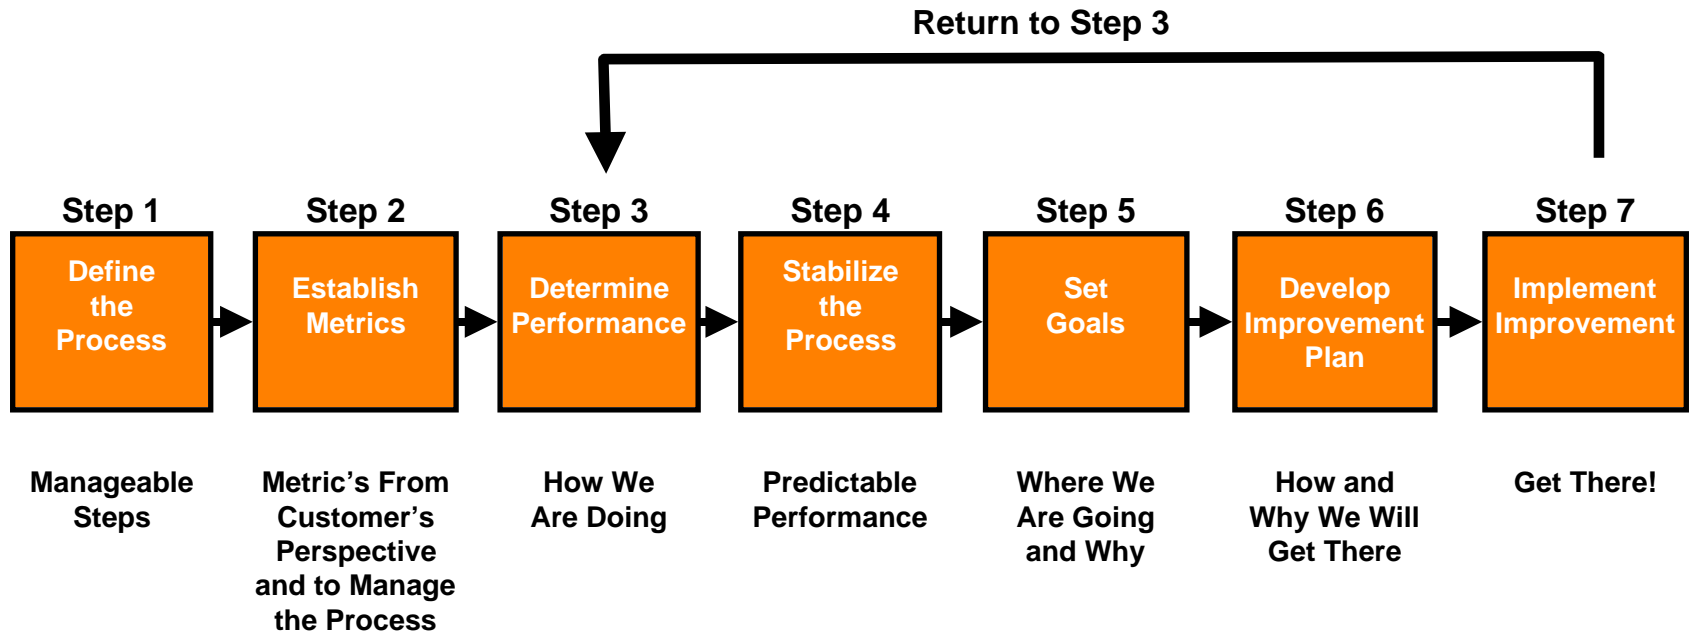 Return to Step 3
Step 1
Step 2
Step 3
Step 4
Step 5
Step 6
Step 7
Define
the
Process
Establish
Metrics
Determine
Performance
Stabilize
the
Process
Set
Goals
Develop
Improvement
Plan
Implement
Improvement
Manageable
Steps
Metric’s From
Customer’s
Perspective
and to Manage
the Process
How We
Are Doing
Predictable
Performance
Where We
Are Going
and Why
How and
Why We Will
Get There
Get There!